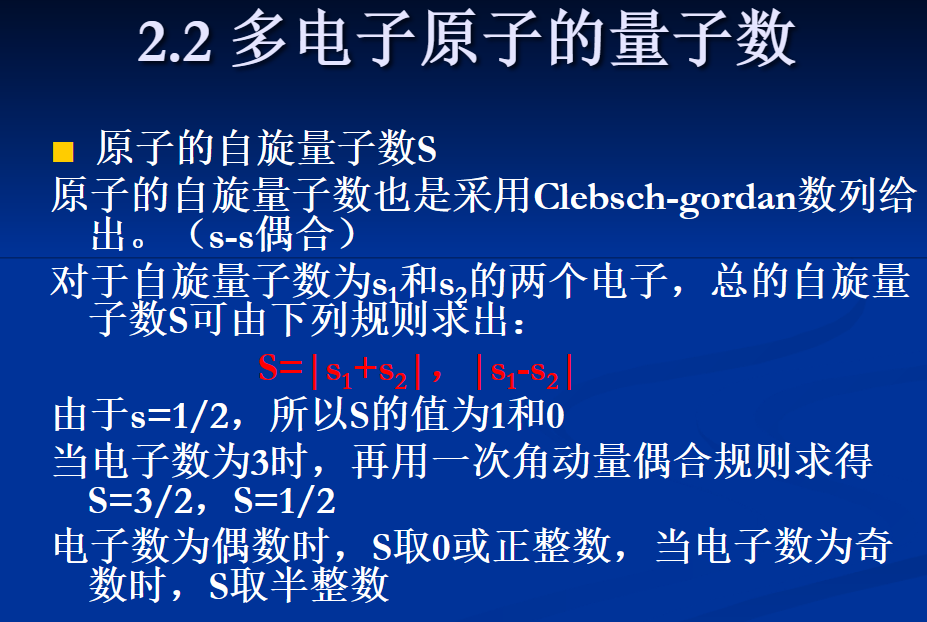 2.2 多电子原子的量子数
■ 原子的自旋量子数S
原子的自旋量子数也是采用Clebsch-gordan数列给
出。（s-s偶合）
对于自旋量子数为s₁和s₂的两个电子，总的自旋量
子数S可由下列规则求出：
S=|s₁+s₂|，|s₁-s₂|
由于s=1/2，所以S的值为1和0
当电子数为3时，再用一次角动量偶合规则求得
S=3/2，S=1/2
电子数为偶数时，S取0或正整数，当电子数为奇
数时，S取半整数